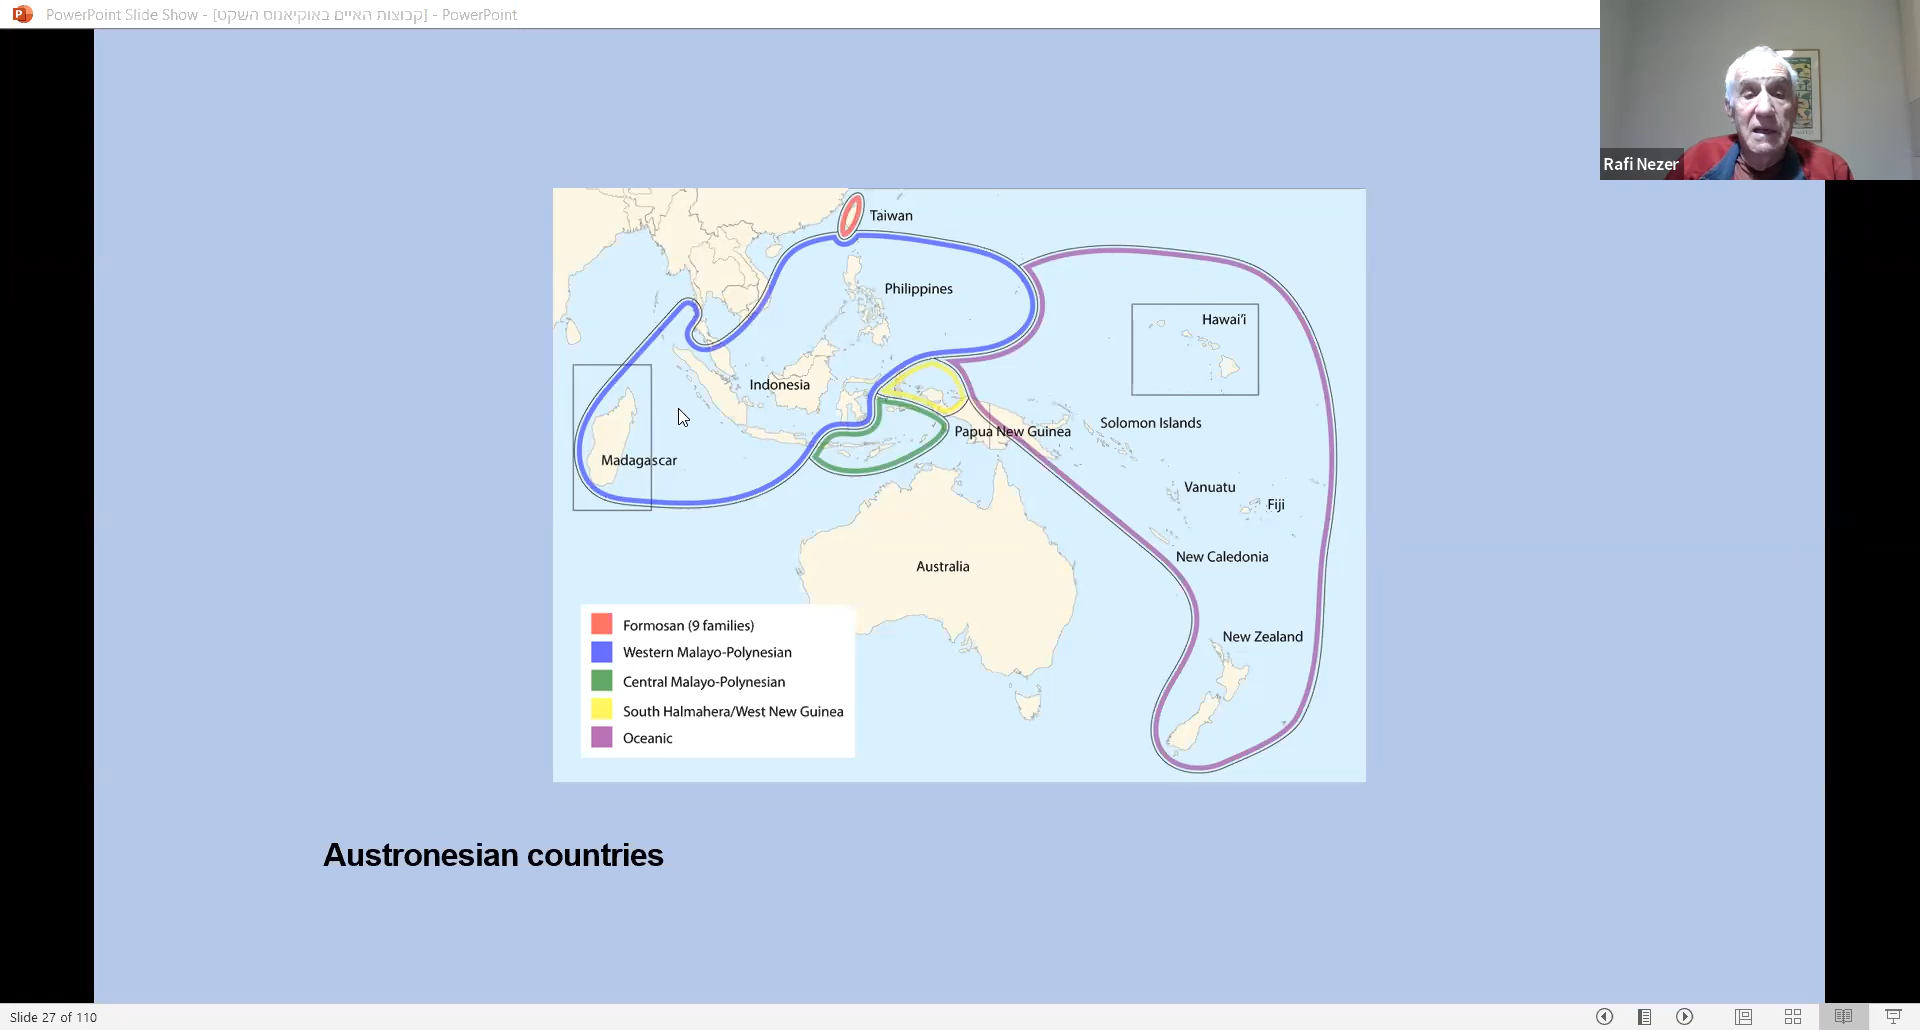 PowerPoint Slide Show - [קבוצות האיים באוקיאנוס השקט] - PowerPoint
Rafi Nezer
Taiwan
Philippines
Hawai'i
Indonesia
Solomon Islands
Papua New Guinea
Madagascar
Vanuatu
Fiji
New Caledonia
Australia
New Zealand
Formosan (9 families)
Western Malayo-Polynesian
Central Malayo-Polynesian
South Halmahera/West New Guinea
Oceanic
Austronesian countries
Slide 27 of 110